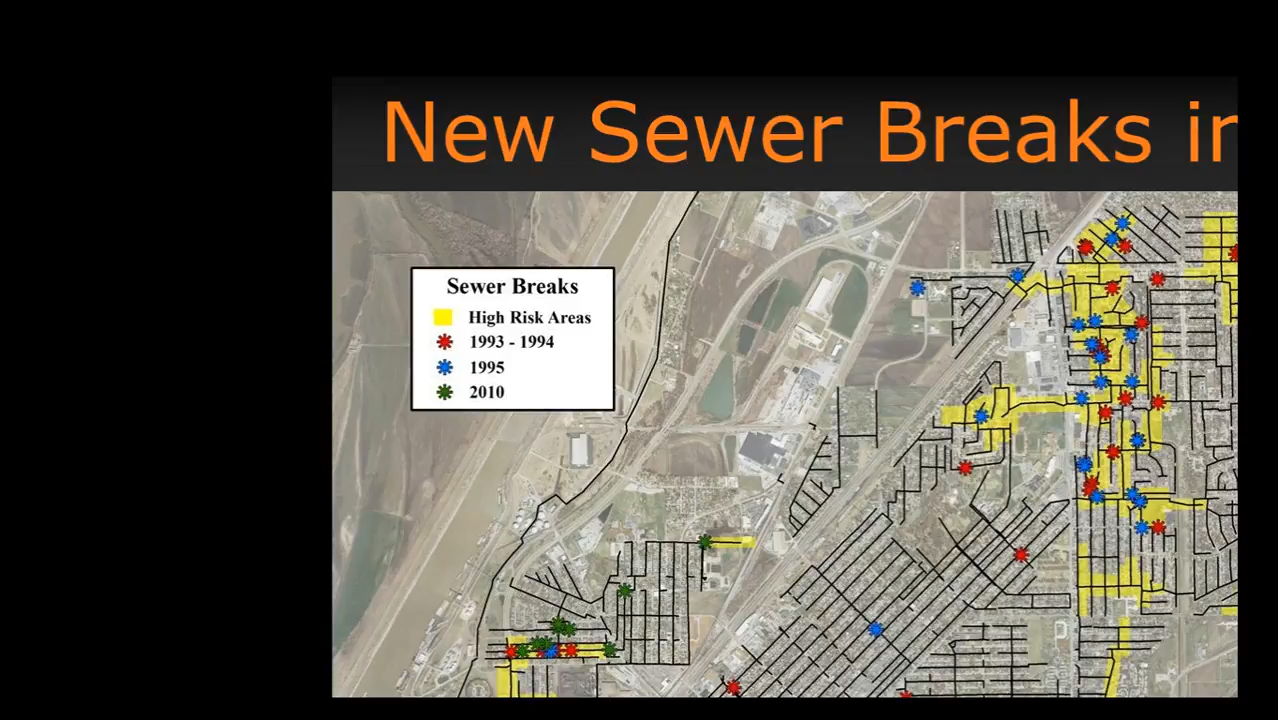 New Sewer Breaks in
Sewer Breaks
High Risk Areas
1993 - 1994
1995
2010